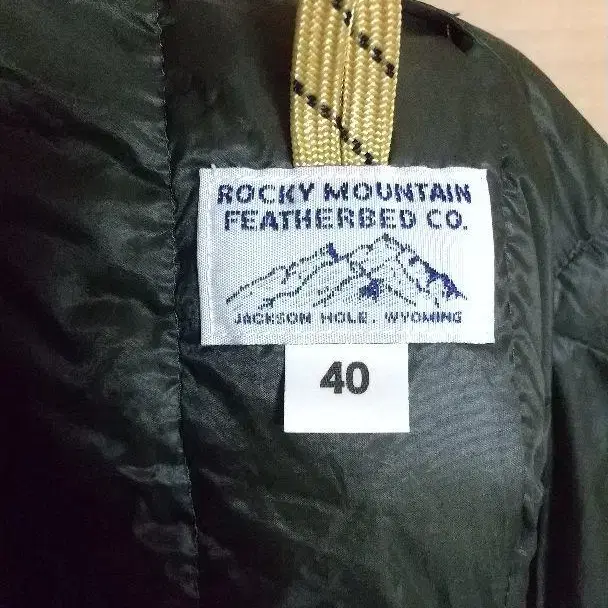 ROCKY MOUNTAIN
FEATHERBED CO.
JACKSON HOLE, WYOMING
40